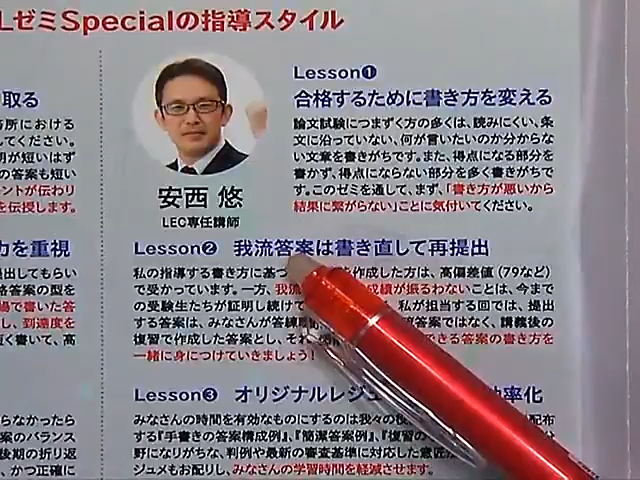 LゼミSpecialの指導スタイル
取る
務所における
してください。
明が短いはず
の答案も短い
ントが伝わり
を伝授します。
力を重視
提出してもらい
格答案の型を
場で書いた答
し、到達度を
短く書いて、高
らなかったら
案のバランス
後期の折り返
、かつ正確に
安西 悠
LEC専任講師
Lesson❶
合格するために書き方を変える
論文試験につまずく方の多くは、読みにくい、条
文に沿っていない、何が言いたいのか分からな
い文章を書きがちです。また、得点になる部分を
書かず、得点にならない部分を多く書きがちで
す。このゼミを通して、まず、「書き方が悪いから
結果に繋がらない」ことに気付いてください。
Lesson❷ 我流答案は書き直して再提出
私の指導する書き方に基づ 作成した方は、高偏差値(79など)
で受かっています。一方、我流 成績が振るわないことは、今まで
の受験生たちが証明し続けて 私が担当する回では、提出
する答案は、みなさんが答練 答案ではなく、講義後の
復習で作成した答案とし、 できる答案の書き方を
一緒に身につけていきましょう!
Lesson❸ オリジナルレジュ 効率化
みなさんの時間を有効なものにするのは我々の 配布
する『手書きの答案構成例』、『簡潔答案例』、『復習の 分
野になりがちな、判例や最新の審査基準に対応した意匠
ジュメもお配りし、みなさんの学習時間を軽減させます。